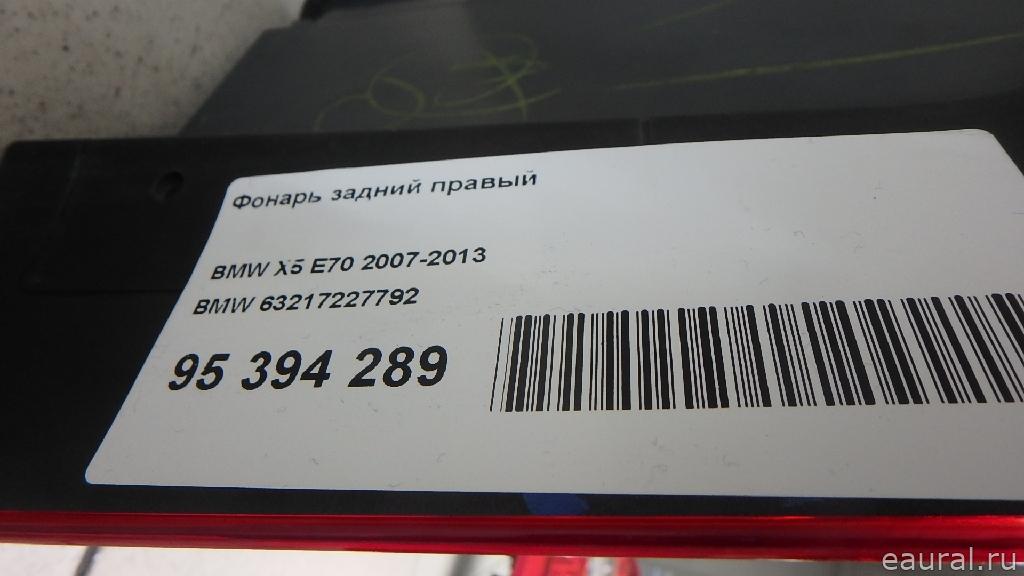 Фонарь задний правый
BMW X5 E70 2007-2013
BMW 63217227792
95 394 289
eaural.ru